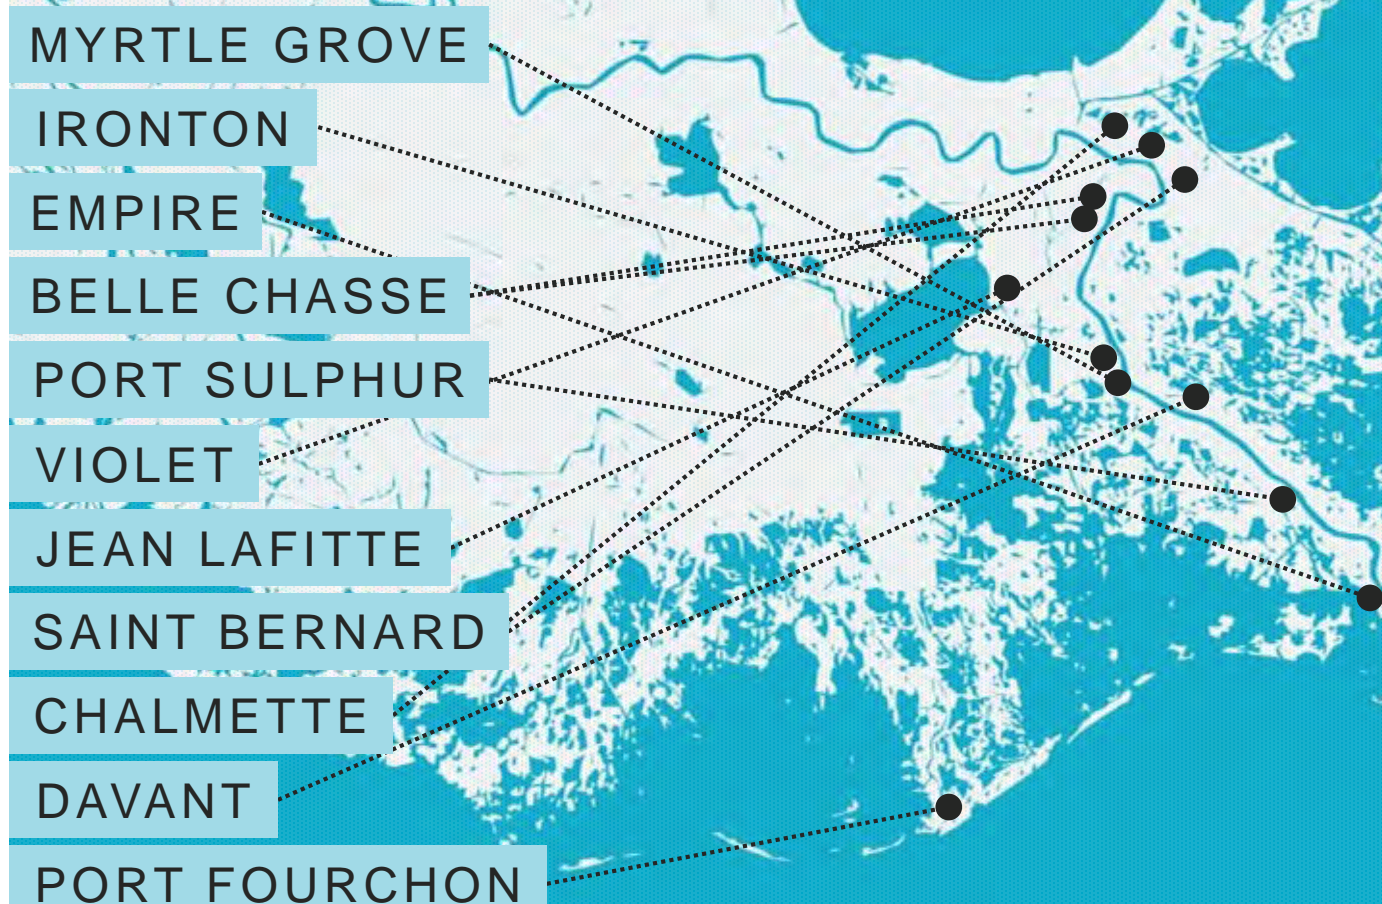 MYRTLE GROVE
IRONTON
EMPIRE
BELLE CHASSE
PORT SULPHUR
VIOLET
JEAN LAFITTE
SAINT BERNARD
CHALMETTE
DAVANT
PORT FOURCHON